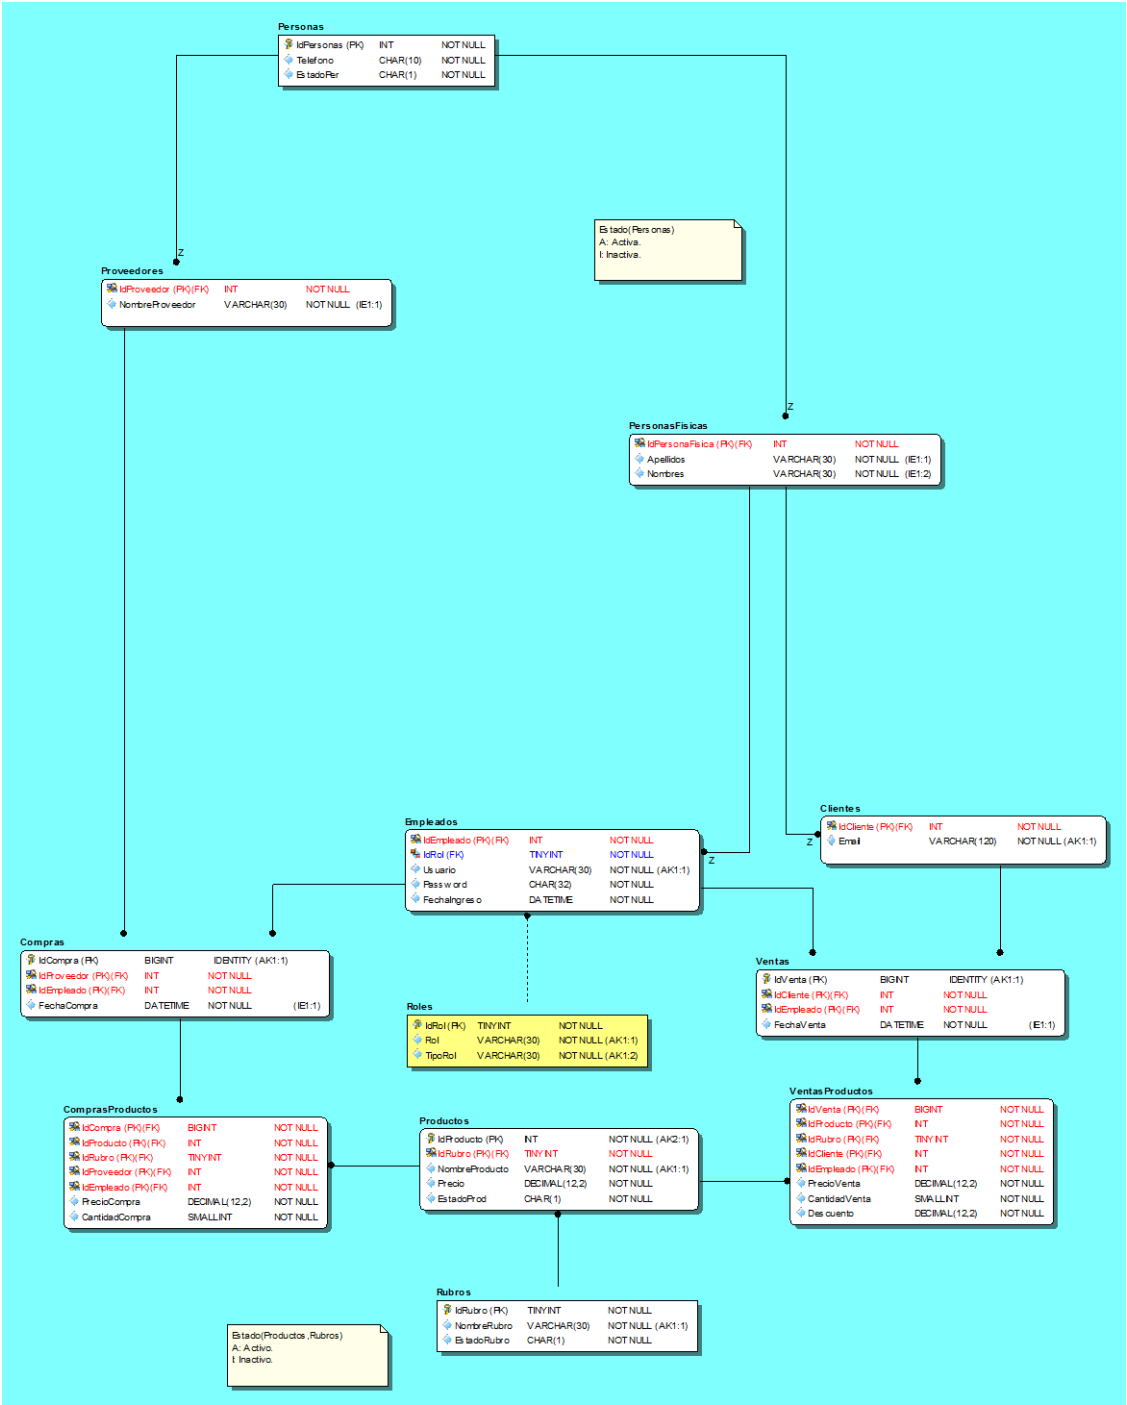 Personas
IdPersonas (PK) INT NOT NULL
Telefono CHAR(10) NOT NULL
EstadoPer CHAR(1) NOT NULL
Estado(Personas)
A: Activa.
I: Inactiva.
Z
Proveedores
IdProveedor (PK)(FK) INT NOT NULL
NombreProveedor VARCHAR(30) NOT NULL (IE1:1)
Z
PersonasFisicas
IdPersonaFisica (PK)(FK) INT NOT NULL
Apellidos VARCHAR(30) NOT NULL (IE1:1)
Nombres VARCHAR(30) NOT NULL (IE1:2)
Clientes
IdCliente (PK)(FK) INT NOT NULL
Email VARCHAR(120) NOT NULL (AK1:1)
Z
Empleados
IdEmpleado (PK)(FK) INT NOT NULL
IdRol (FK) TINYINT NOT NULL
Usuario VARCHAR(30) NOT NULL (AK1:1)
Password CHAR(32) NOT NULL
FechaIngreso DATETIME NOT NULL
Z
Compras
IdCompra (PK) BIGINT IDENTITY (AK1:1)
IdProveedor (PK)(FK) INT NOT NULL
IdEmpleado (PK)(FK) INT NOT NULL
FechaCompra DATETIME NOT NULL (IE1:1)
Ventas
IdVenta (PK) BIGINT IDENTITY (AK1:1)
IdCliente (PK)(FK) INT NOT NULL
IdEmpleado (PK)(FK) INT NOT NULL
FechaVenta DATETIME NOT NULL (IE1:1)
Roles
IdRol (PK) TINYINT NOT NULL
Rol VARCHAR(30) NOT NULL (AK1:1)
TipoRol VARCHAR(30) NOT NULL (AK1:2)
ComprasProductos
IdCompra (PK)(FK) BIGINT NOT NULL
IdProducto (PK)(FK) INT NOT NULL
IdRubro (PK)(FK) TINYINT NOT NULL
IdProveedor (PK)(FK) INT NOT NULL
IdEmpleado (PK)(FK) INT NOT NULL
PrecioCompra DECIMAL(12,2) NOT NULL
CantidadCompra SMALLINT NOT NULL
Productos
IdProducto (PK) INT NOT NULL (AK2:1)
IdRubro (PK)(FK) TINYINT NOT NULL
NombreProducto VARCHAR(30) NOT NULL (AK1:1)
Precio DECIMAL(12,2) NOT NULL
EstadoProd CHAR(1) NOT NULL
VentasProductos
IdVenta (PK)(FK) BIGINT NOT NULL
IdProducto (PK)(FK) INT NOT NULL
IdRubro (PK)(FK) TINYINT NOT NULL
IdCliente (PK)(FK) INT NOT NULL
IdEmpleado (PK)(FK) INT NOT NULL
PrecioVenta DECIMAL(12,2) NOT NULL
CantidadVenta SMALLINT NOT NULL
Descuento DECIMAL(12,2) NOT NULL
Rubros
IdRubro (PK) TINYINT NOT NULL
NombreRubro VARCHAR(30) NOT NULL (AK1:1)
EstadoRubro CHAR(1) NOT NULL
Estado(Productos,Rubros)
A: Activo.
I: Inactivo.